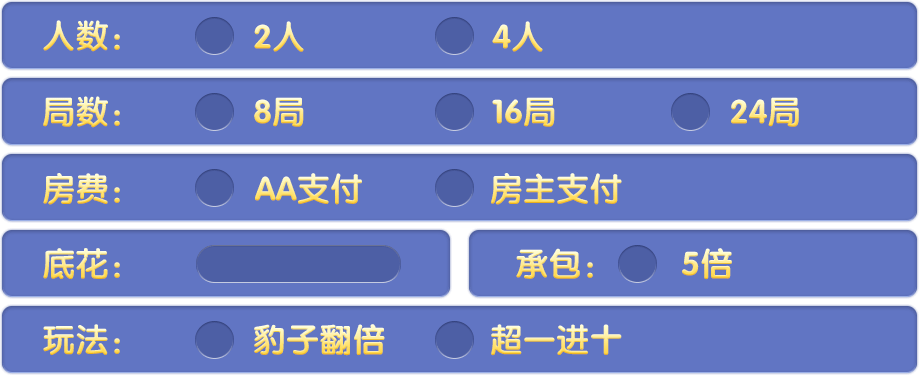 人数： 2人 4人
局数： 8局 16局 24局
房费： AA支付 房主支付
底花： 承包： 5倍
玩法： 豹子翻倍 超一进十